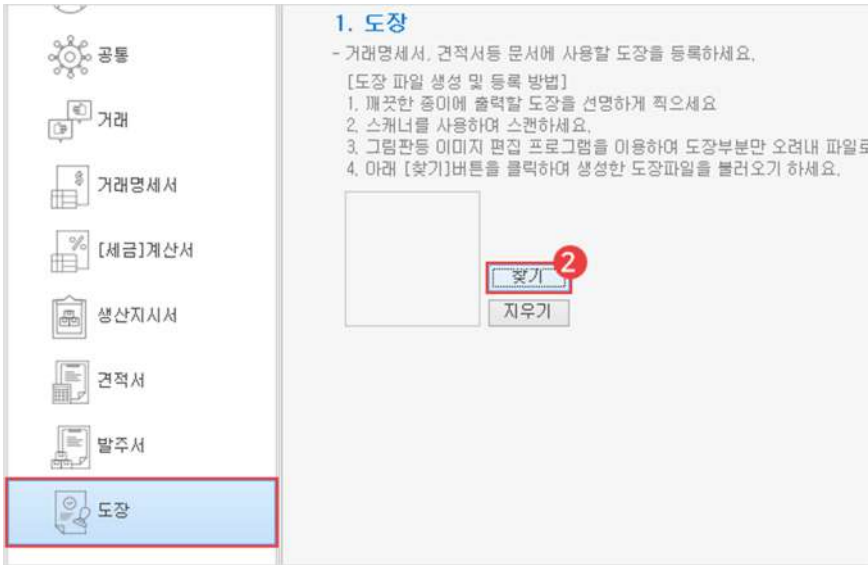 공통
거래
거래명세서
[세금]계산서
생산지시서
견적서
발주서
도장
1. 도장
- 거래명세서, 견적서등 문서에 사용할 도장을 등록하세요.
[도장 파일 생성 및 등록 방법]
1. 깨끗한 종이에 출력할 도장을 선명하게 찍으세요
2. 스캐너를 사용하여 스캔하세요.
3. 그림판등 이미지 편집 프로그램을 이용하여 도장부분만 오려내 파일로
4. 아래 [찾기]버튼을 클릭하여 생성한 도장파일을 불러오기 하세요.
찾기
2
지우기